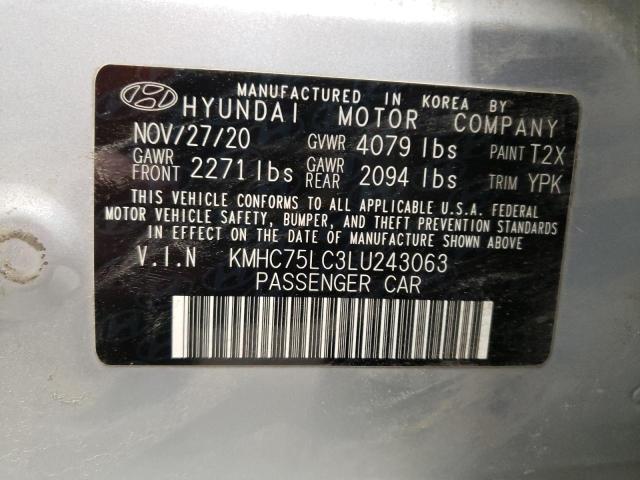 MANUFACTURED IN KOREA BY
HYUNDAI MOTOR COMPANY
NOV/27/20 GVWR 4079 lbs PAINT T2X
GAWR FRONT 2271 lbs GAWR REAR 2094 lbs TRIM YPK
THIS VEHICLE CONFORMS TO ALL APPLICABLE U.S.A. FEDERAL
MOTOR VEHICLE SAFETY, BUMPER, AND THEFT PREVENTION STANDARDS
IN EFFECT ON THE DATE OF MANUFACTURE SHOWN ABOVE.
V.I.N KMHC75LC3LU243063
PASSENGER CAR